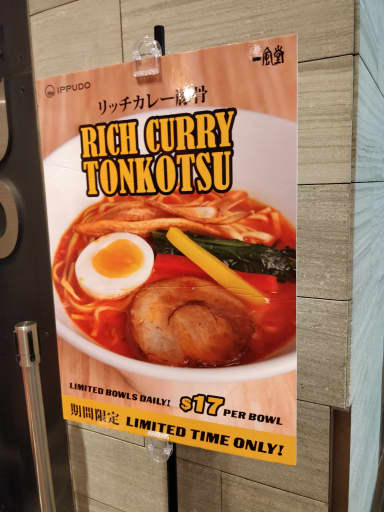 IPPUDO
一風堂
リッチカレー豚骨
RICH CURRY
TONKOTSU
LIMITED BOWLS DAILY! $17 PER BOWL
期間限定 LIMITED TIME ONLY!